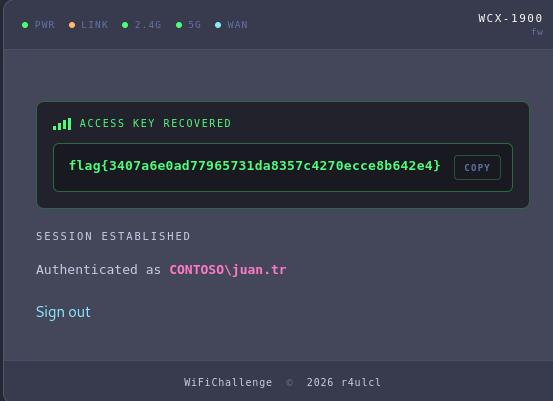 PWR LINK 2.4G 5G WAN WCX-1900
fw
ACCESS KEY RECOVERED
flag{3407a6e0ad77965731da8357c4270ecce8b642e4} COPY
SESSION ESTABLISHED
Authenticated as CONTOSO\juan.tr
Sign out
WiFiChallenge © 2026 r4ulcl